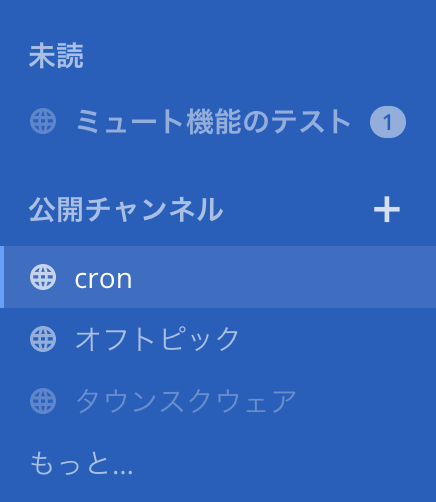 未読
ミュート機能のテスト 1
公開チャンネル +
cron
オフトピック
タウンスクウェア
もっと...